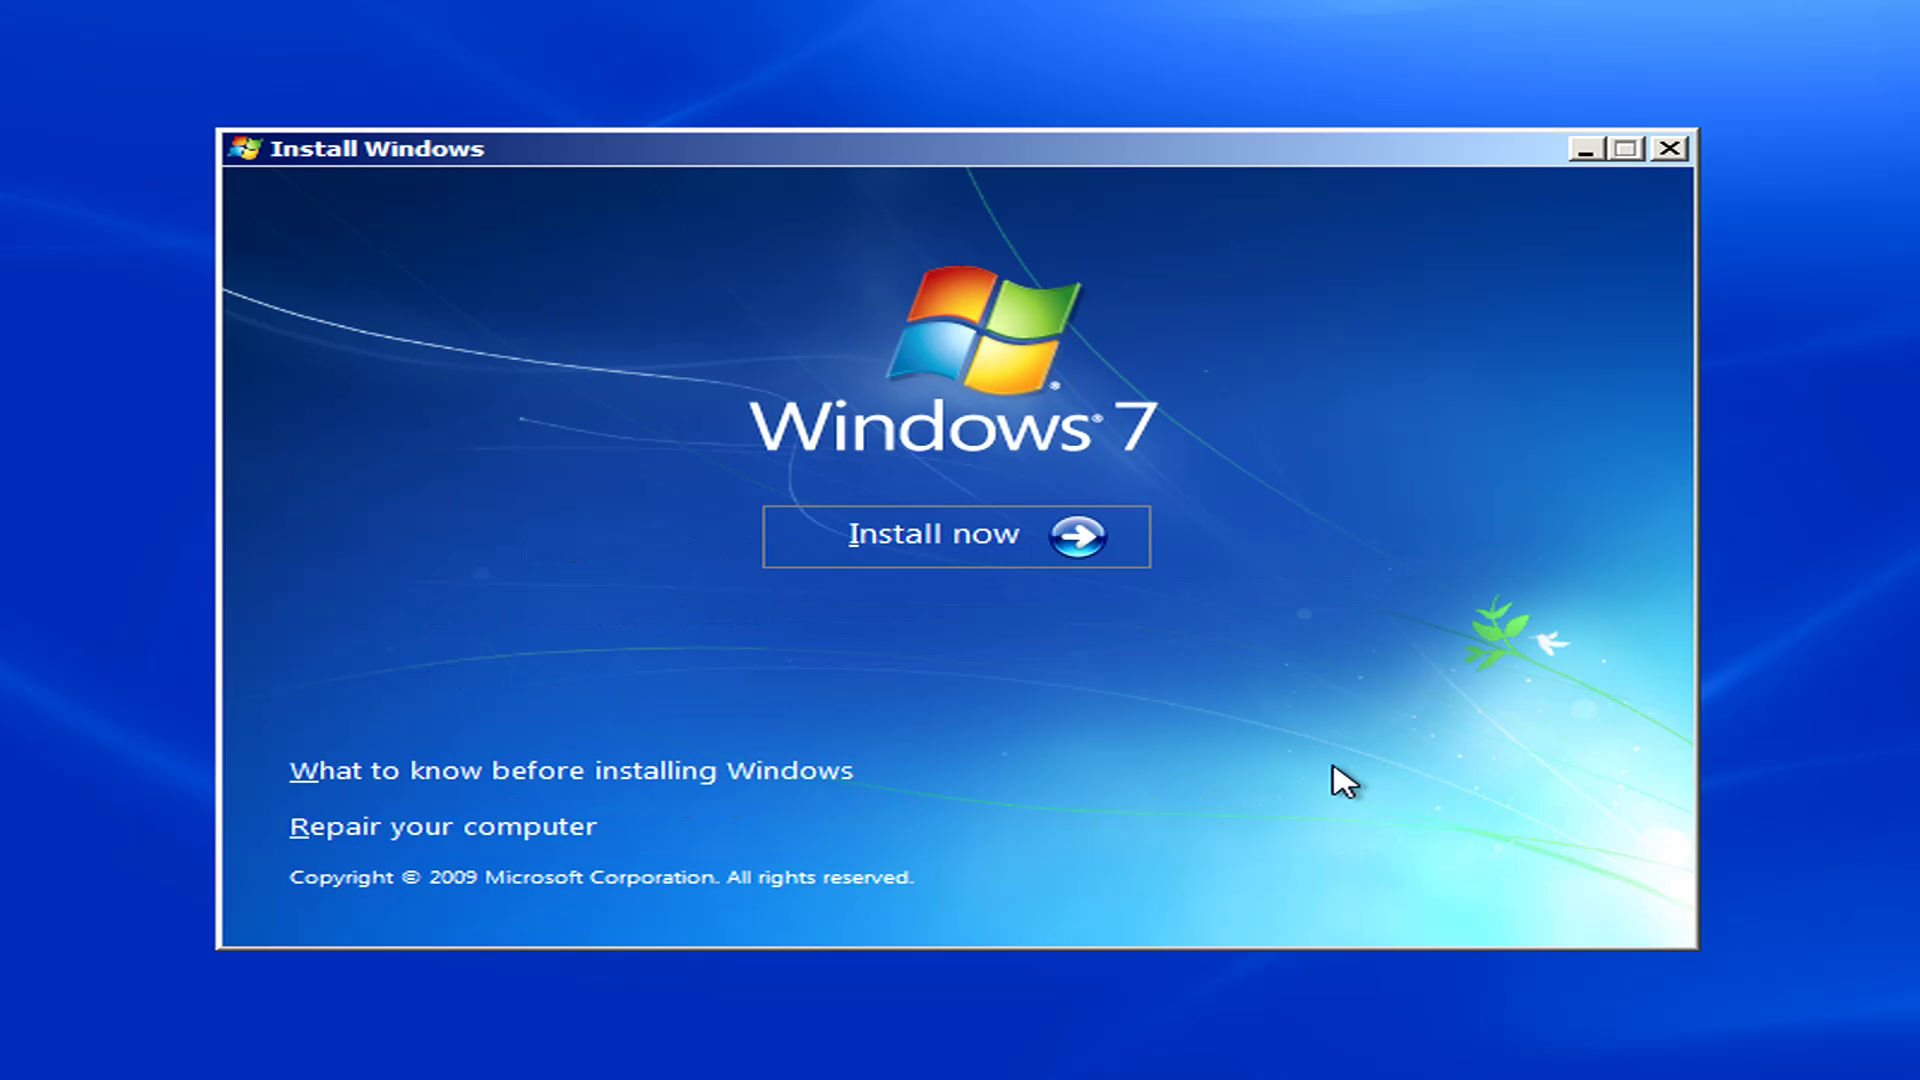 Install Windows
Windows® 7
Install now
What to know before installing Windows
Repair your computer
Copyright © 2009 Microsoft Corporation. All rights reserved.